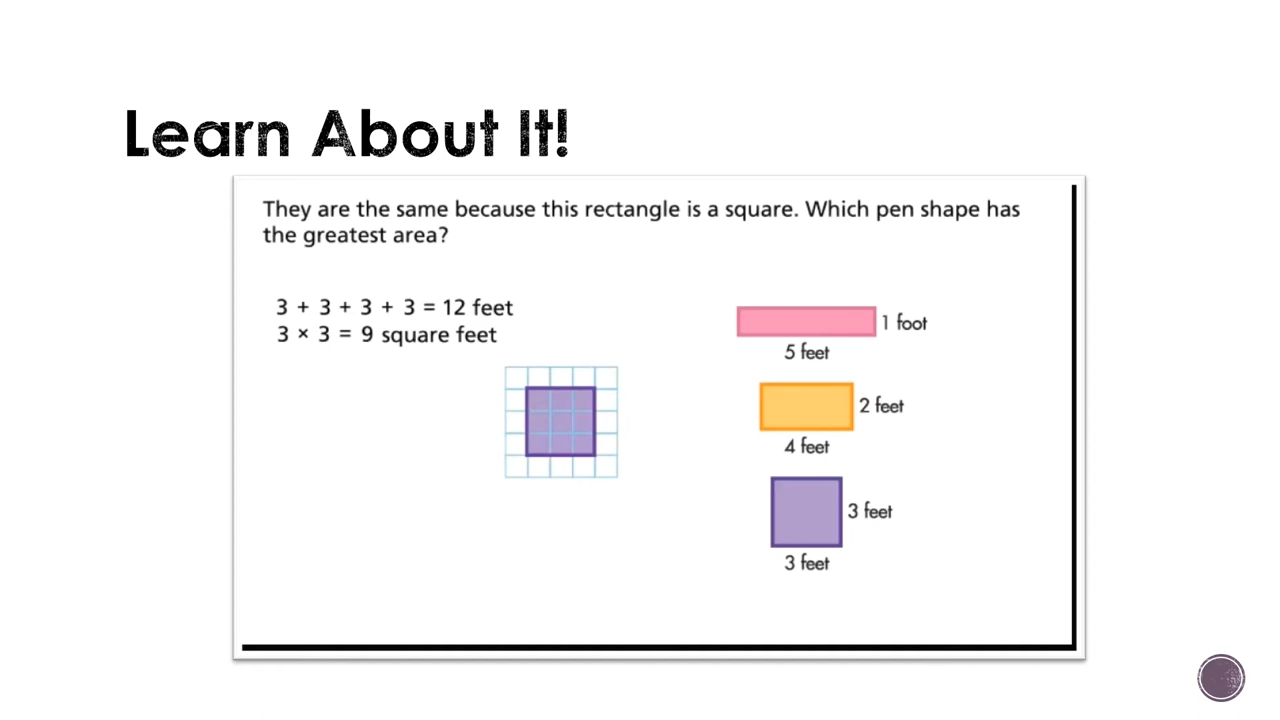 Learn About It!
They are the same because this rectangle is a square. Which pen shape has
the greatest area?
3 + 3 + 3 + 3 = 12 feet
3 × 3 = 9 square feet
1 foot
5 feet
2 feet
4 feet
3 feet
3 feet